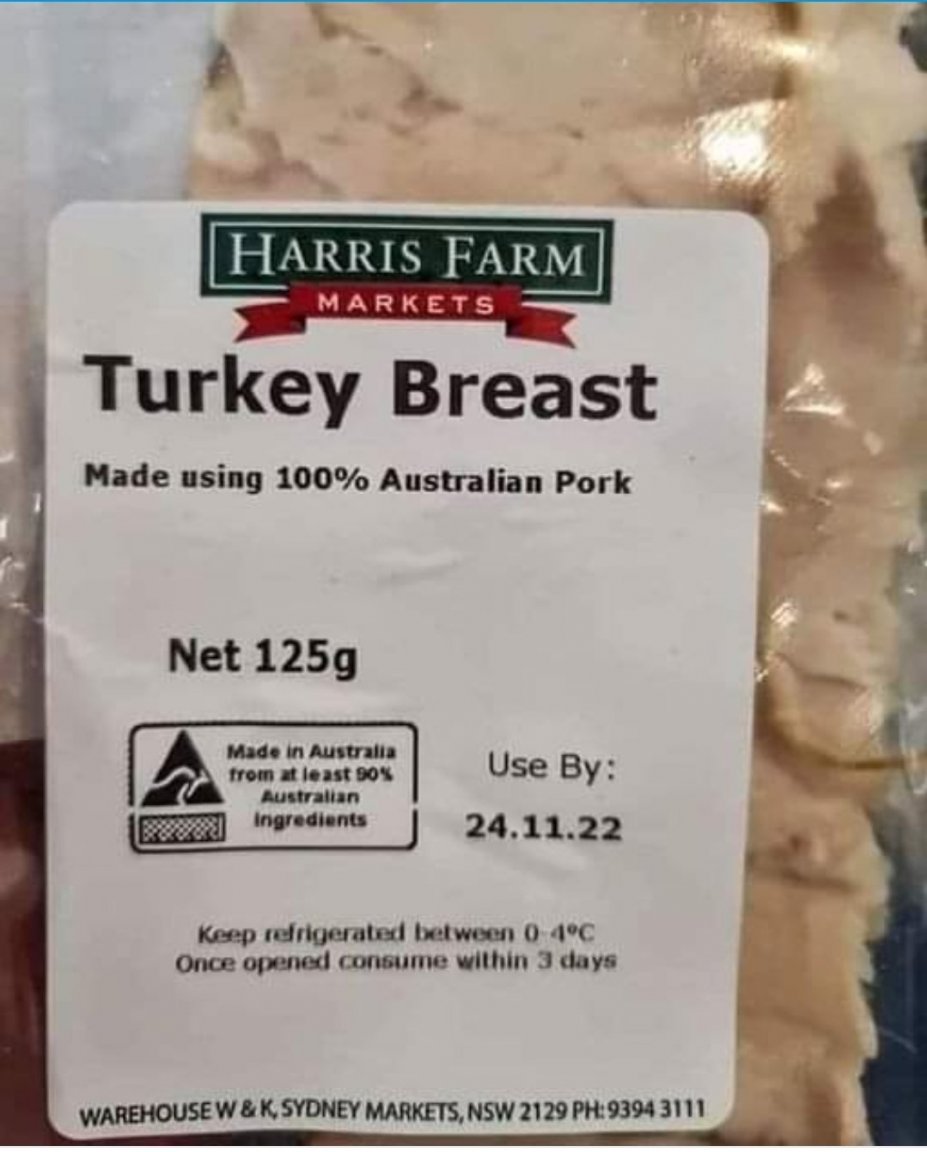 HARRIS FARM
MARKETS
Turkey Breast
Made using 100% Australian Pork
Net 125g
Made in Australia
from at least 90%
Australian
ingredients
Use By:
24.11.22
Keep refrigerated between 0-4°C
Once opened consume within 3 days
WAREHOUSE W & K, SYDNEY MARKETS, NSW 2129 PH: 9394 3111